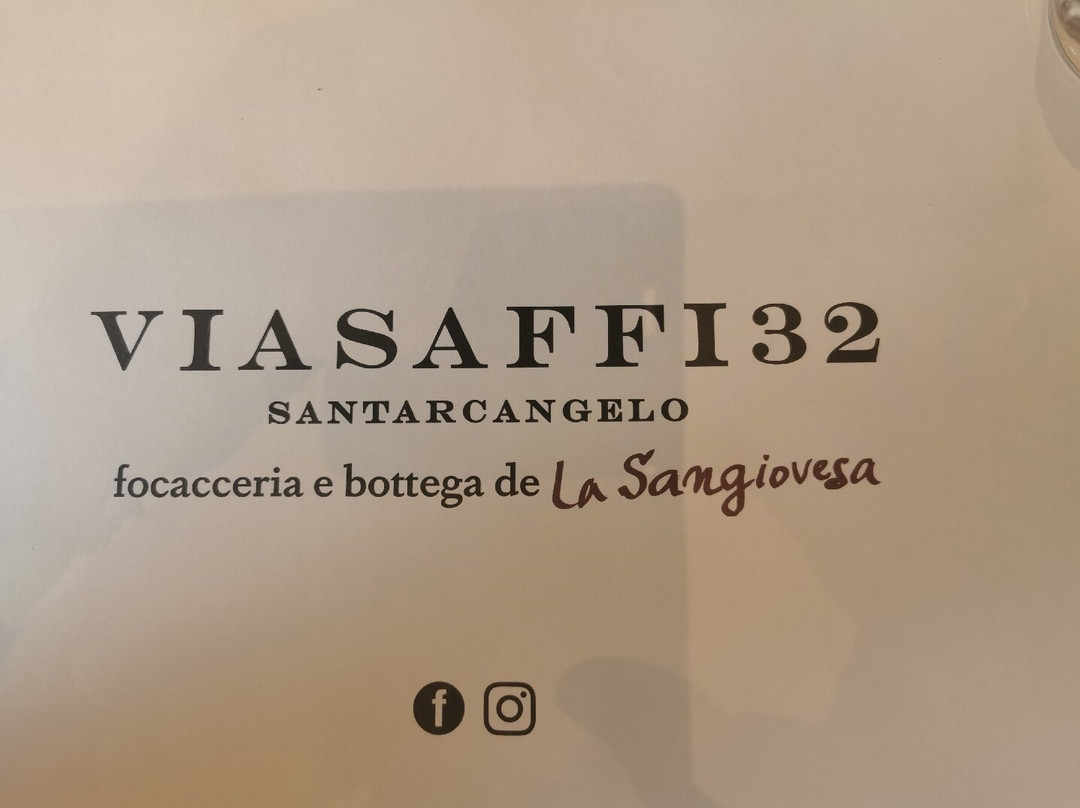 VIASAFFI32
SANTARCANGELO
focacceria e bottega de La Sangiovesa